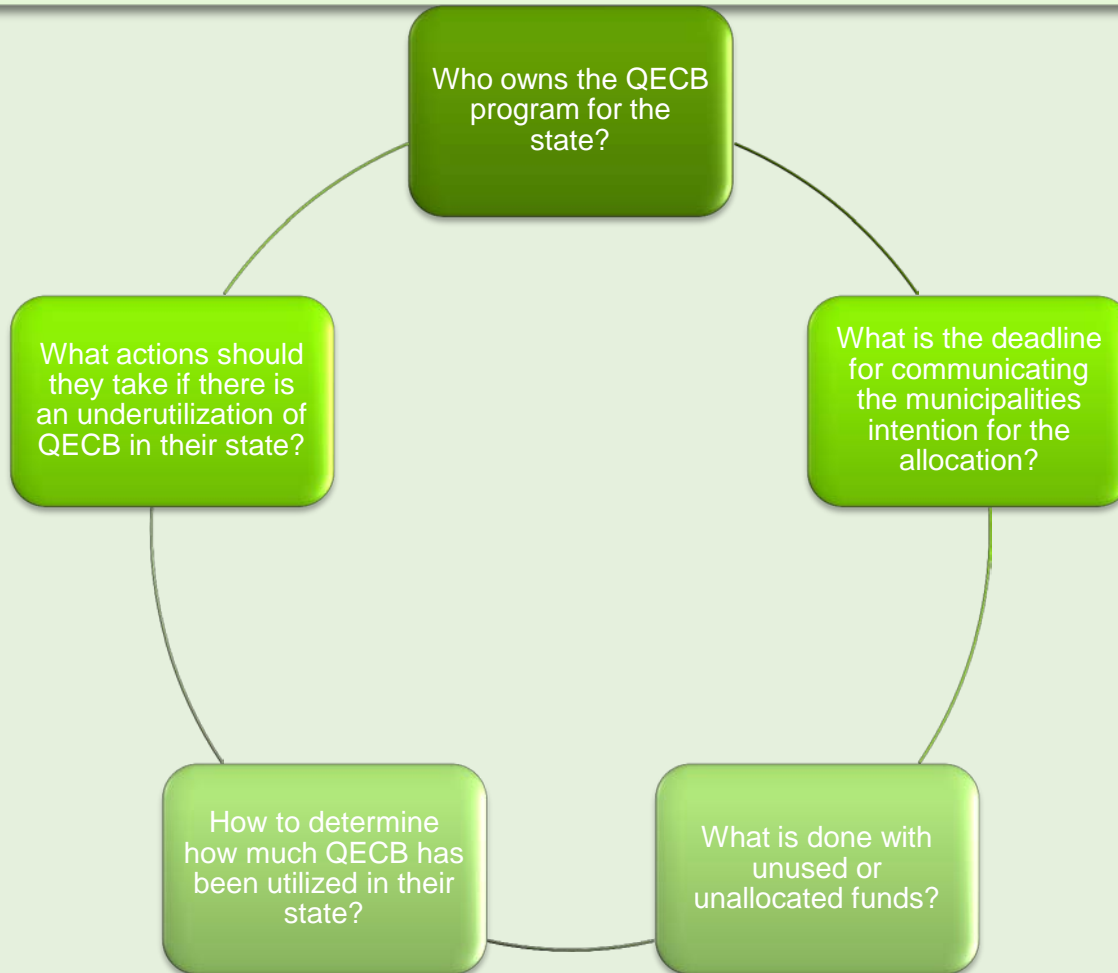 Who owns the QECB
program for the
state?
What is the deadline
for communicating
the municipalities
intention for the
allocation?
What is done with
unused or
unallocated funds?
How to determine
how much QECB has
been utilized in their
state?
What actions should
they take if there is
an underutilization of
QECB in their state?